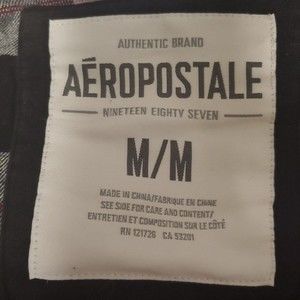 AUTHENTIC BRAND
AÉROPOSTALE
NINETEEN EIGHTY SEVEN
M/M
MADE IN CHINA/FABRIQUE EN CHINE
SEE SIDE FOR CARE AND CONTENT/
ENTRETIEN ET COMPOSITION SUR LE CÔTÉ
RN 121726 CA 53201